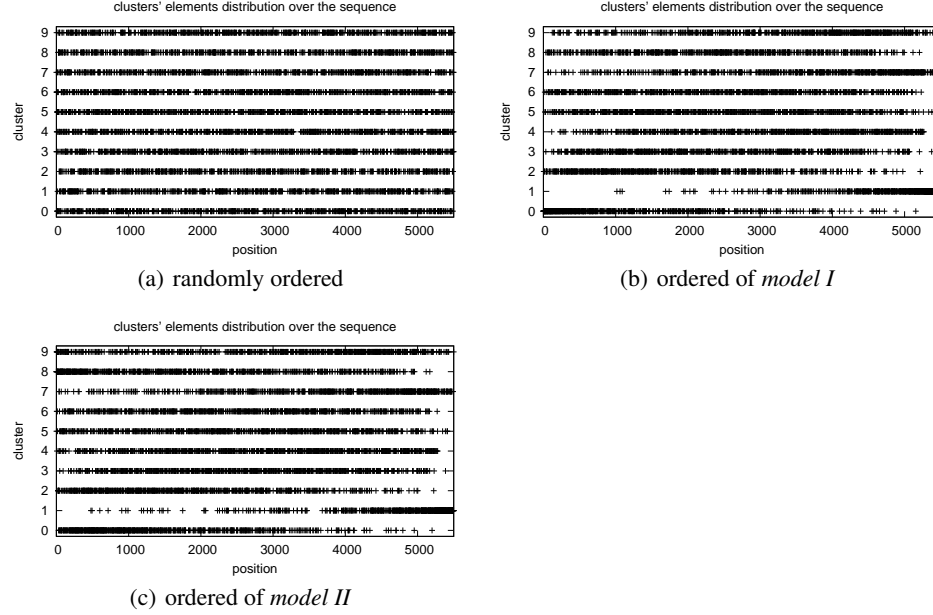 clusters' elements distribution over the sequence
9
8
7
6
5
4
3
2
1
0
cluster
0 1000 2000 3000 4000 5000
position
(a) randomly ordered
clusters' elements distribution over the sequence
9
8
7
6
5
4
3
2
1
0
cluster
0 1000 2000 3000 4000 5000
position
(b) ordered of model I
clusters' elements distribution over the sequence
9
8
7
6
5
4
3
2
1
0
cluster
0 1000 2000 3000 4000 5000
position
(c) ordered of model II